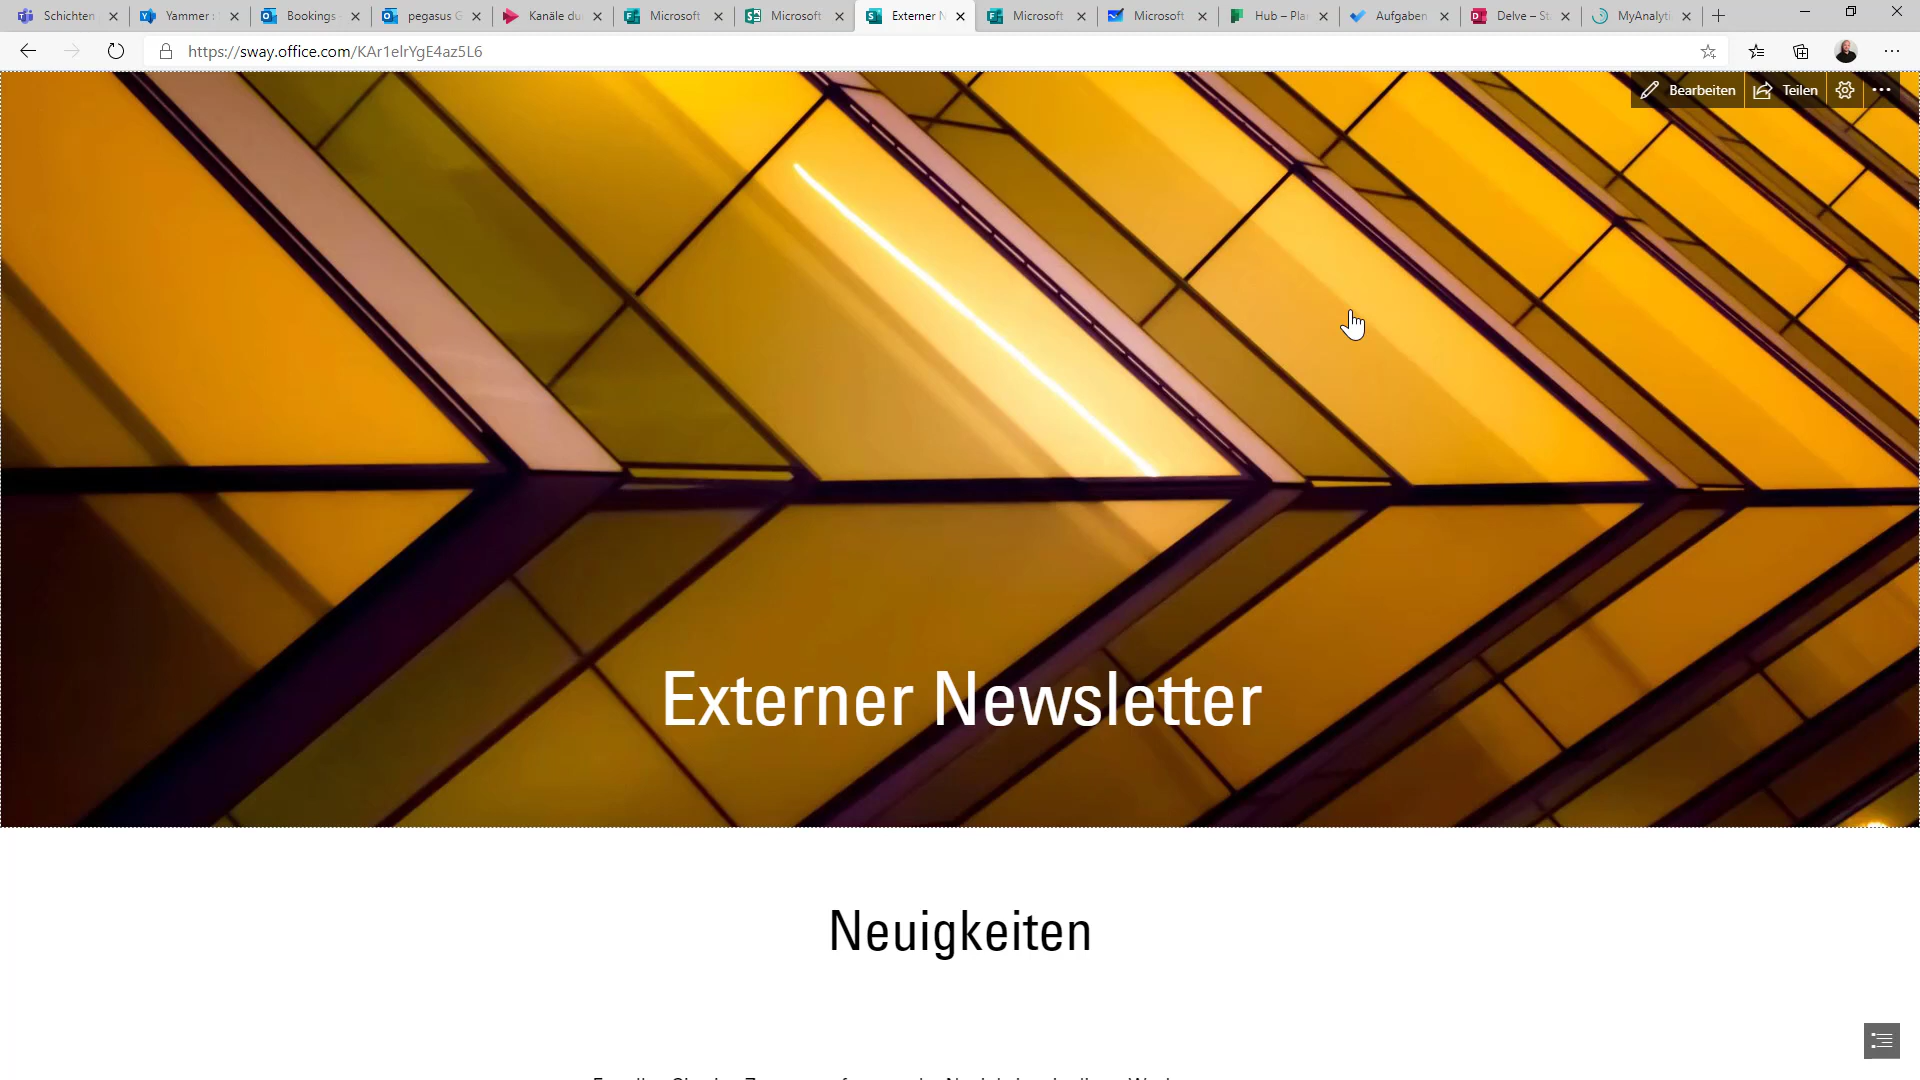 Schichten
Yammer :
Bookings
pegasus G
Kanäle du
Microsoft
Microsoft
Externer N
Microsoft
Microsoft
Hub – Pla
Aufgaben
Delve – St
MyAnalyti
https://sway.office.com/KAr1elrYgE4az5L6
Bearbeiten
Teilen
Externer Newsletter
Neuigkeiten